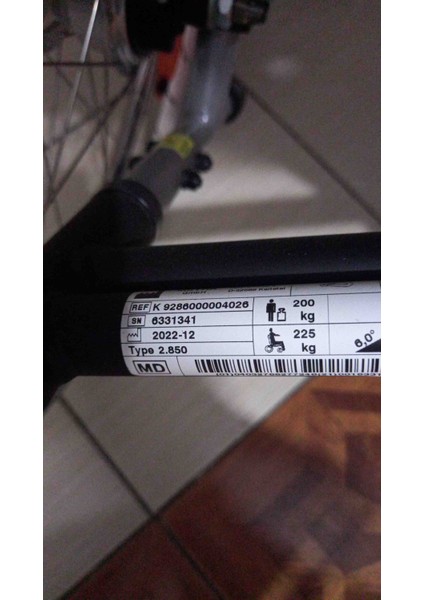 REF K 9286000004026
SN 6331341
2022-12
Type 2.850
MD
200
kg
225
kg
6,0°